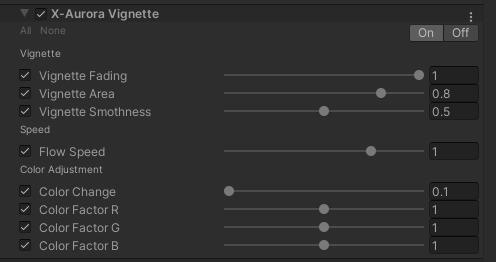 X-Aurora Vignette
All None On Off
Vignette
Vignette Fading 1
Vignette Area 0.8
Vignette Smothness 0.5
Speed
Flow Speed 1
Color Adjustment
Color Change 0.1
Color Factor R 1
Color Factor G 1
Color Factor B 1